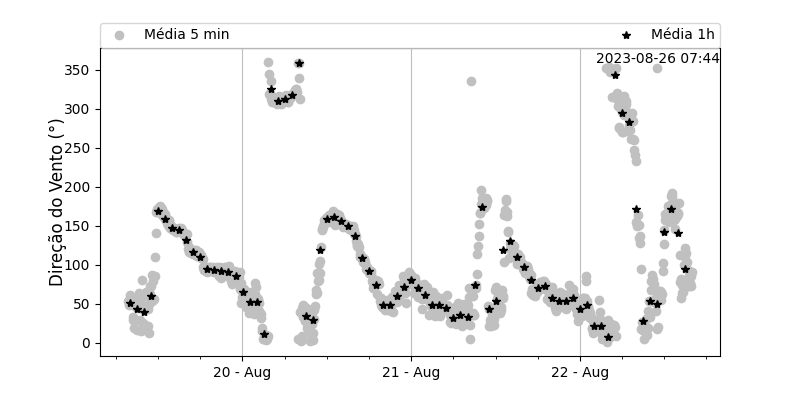 Média 5 min
Média 1h
2023-08-26 07:44
Direção do Vento (°)
350
300
250
200
150
100
50
0
20 - Aug
21 - Aug
22 - Aug